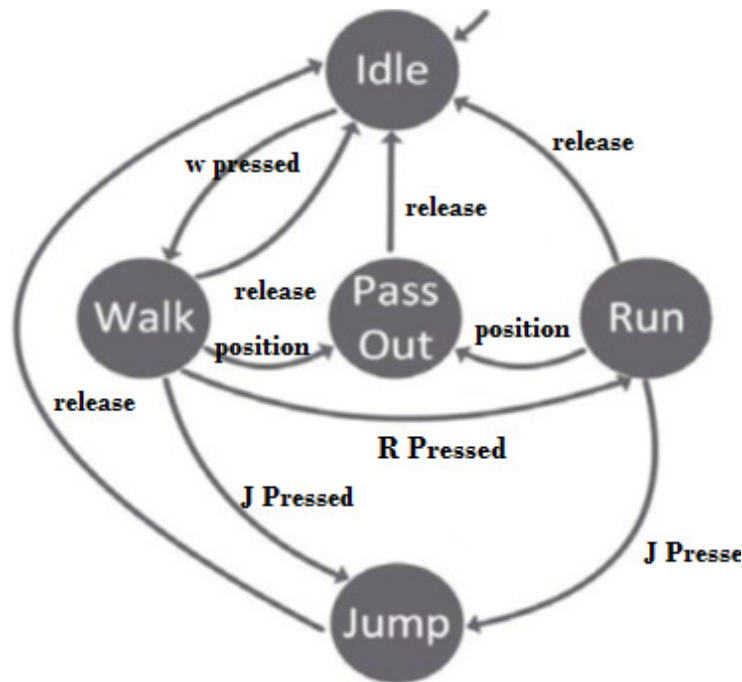 Idle
release
w pressed
release
release
Pass
Out
Walk
Run
position
position
release
R Pressed
J Pressed
J Presse
Jump